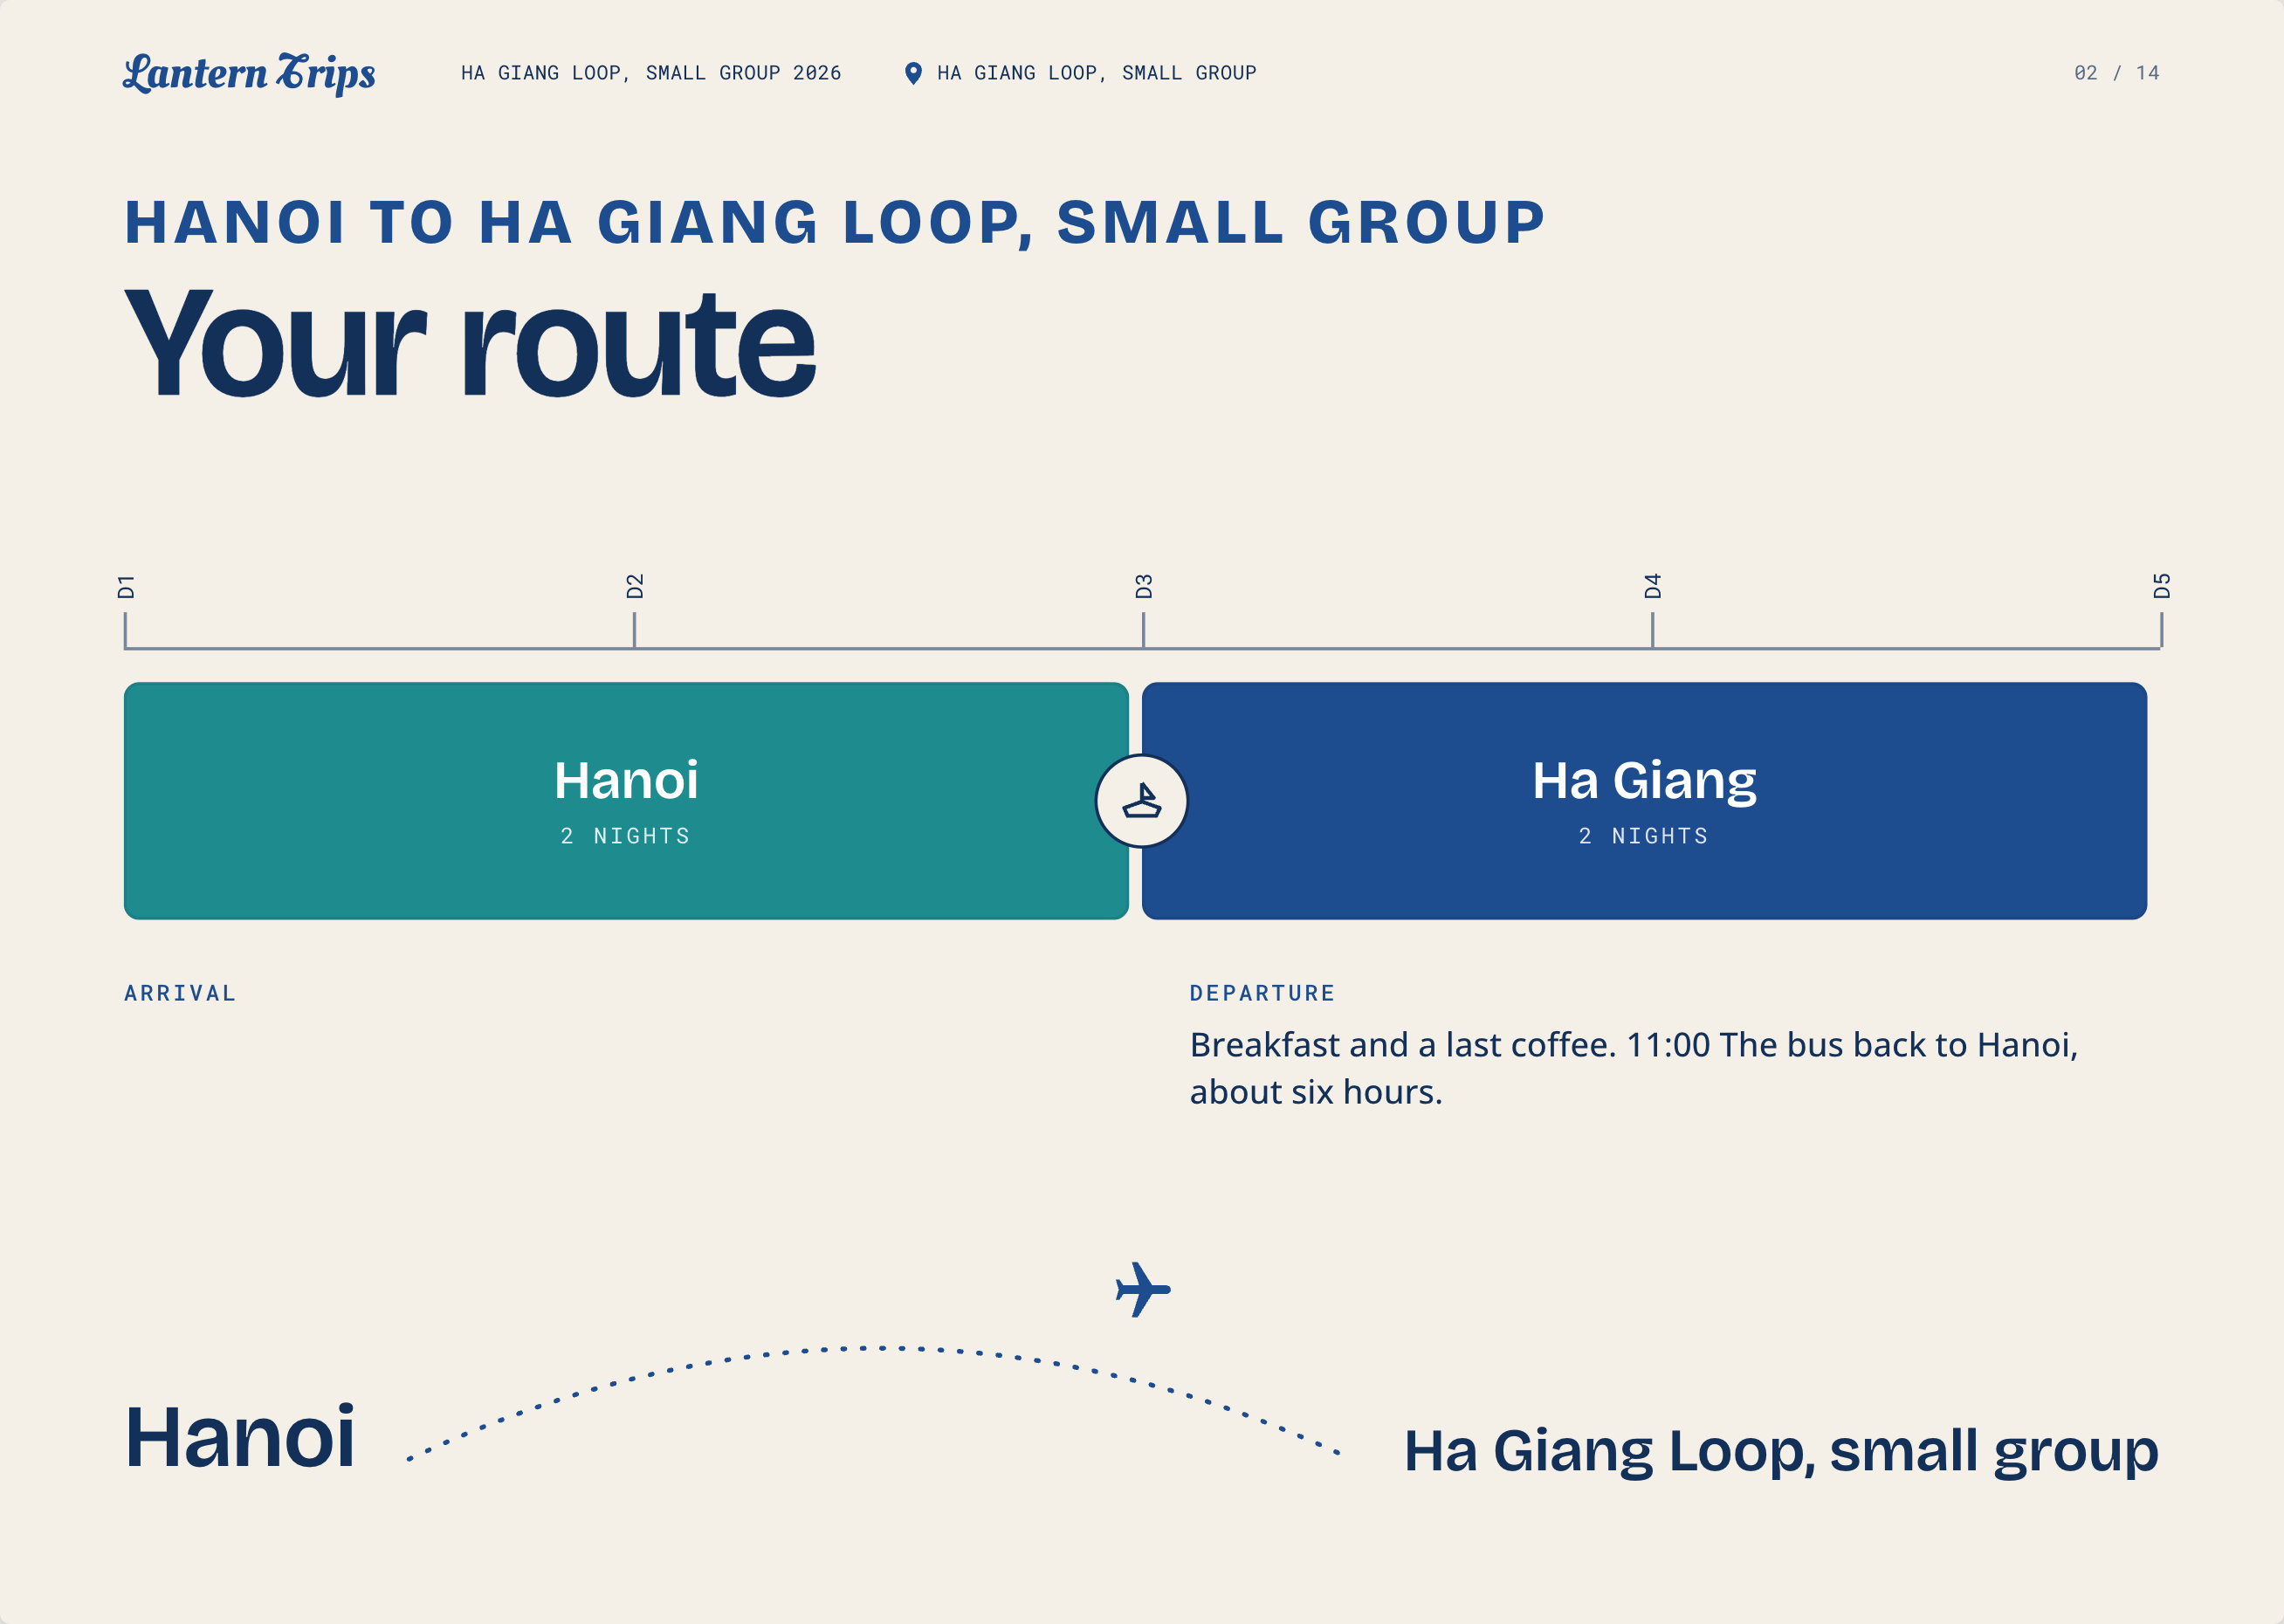 Lantern Trips
HA GIANG LOOP, SMALL GROUP 2026
HA GIANG LOOP, SMALL GROUP
02 / 14
HANOI TO HA GIANG LOOP, SMALL GROUP
Your route
D1
D2
D3
D4
D5
Hanoi
2 NIGHTS
Ha Giang
2 NIGHTS
ARRIVAL
DEPARTURE
Breakfast and a last coffee. 11:00 The bus back to Hanoi,
about six hours.
Hanoi
Ha Giang Loop, small group